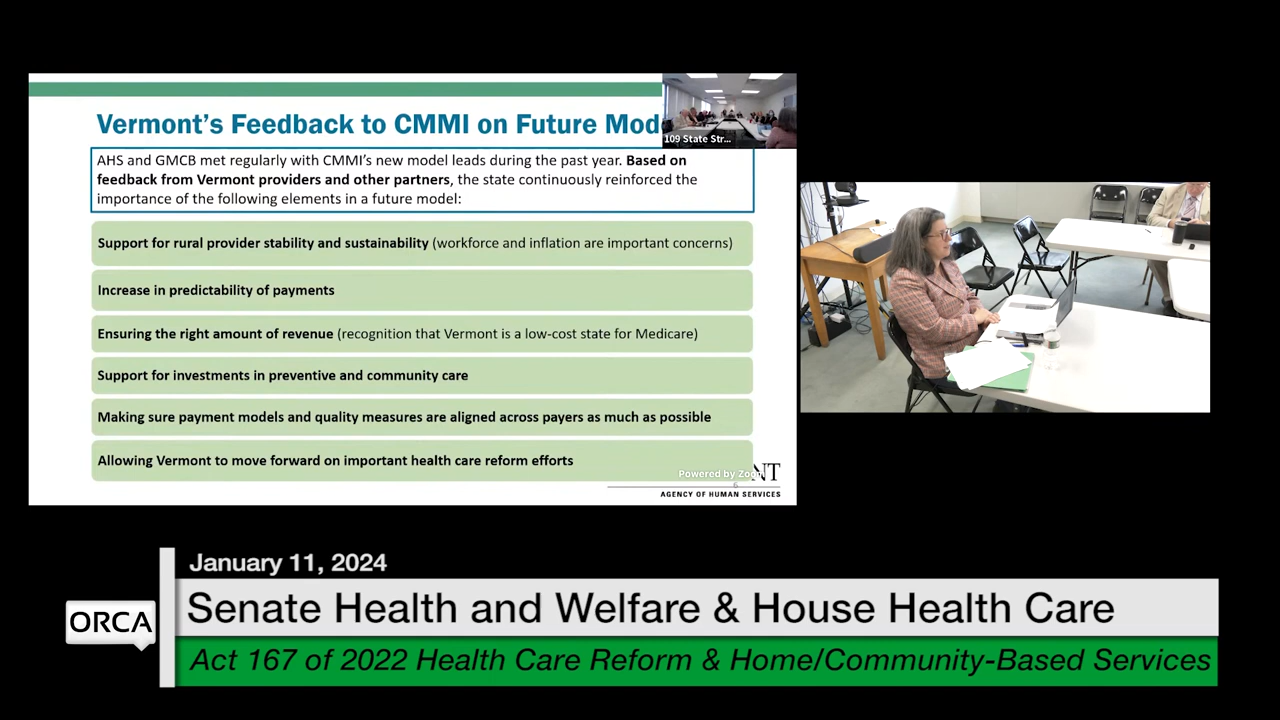 Vermont's Feedback to CMMI on Future Mod
109 State Str...
AHS and GMCB met regularly with CMMI's new model leads during the past year. Based on
feedback from Vermont providers and other partners, the state continuously reinforced the
importance of the following elements in a future model:
Support for rural provider stability and sustainability (workforce and inflation are important concerns)
Increase in predictability of payments
Ensuring the right amount of revenue (recognition that Vermont is a low-cost state for Medicare)
Support for investments in preventive and community care
Making sure payment models and quality measures are aligned across payers as much as possible
Allowing Vermont to move forward on important health care reform efforts
Powered by Zoom
NT
AGENCY OF HUMAN SERVICES
January 11, 2024
ORCA
Senate Health and Welfare & House Health Care
Act 167 of 2022 Health Care Reform & Home/Community-Based Services